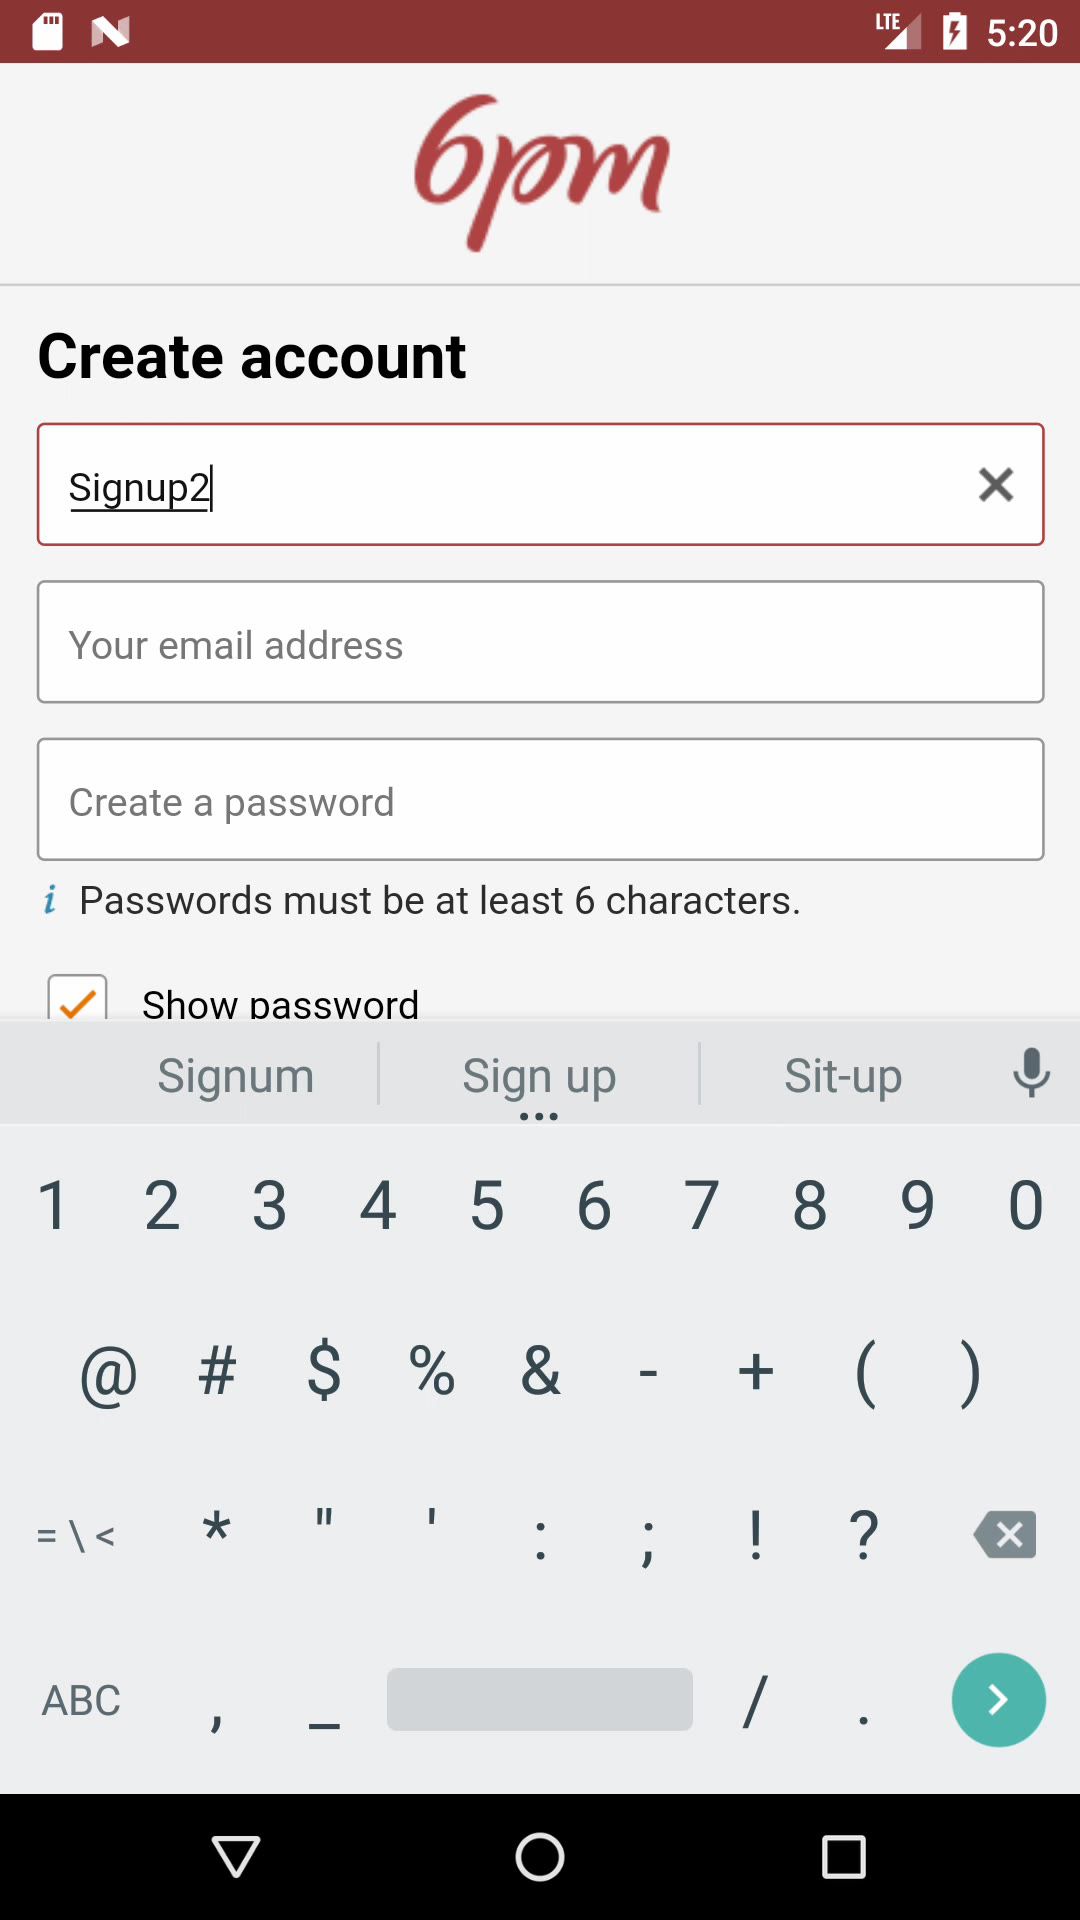 LTE 5:20
6pm
Create account
Signup2
Your email address
Create a password
i Passwords must be at least 6 characters.
Show password
Signum Sign up Sit-up
1 2 3 4 5 6 7 8 9 0
@ # $ % & - + ( )
= \ < * " ' : ; ! ?
ABC , _ / .